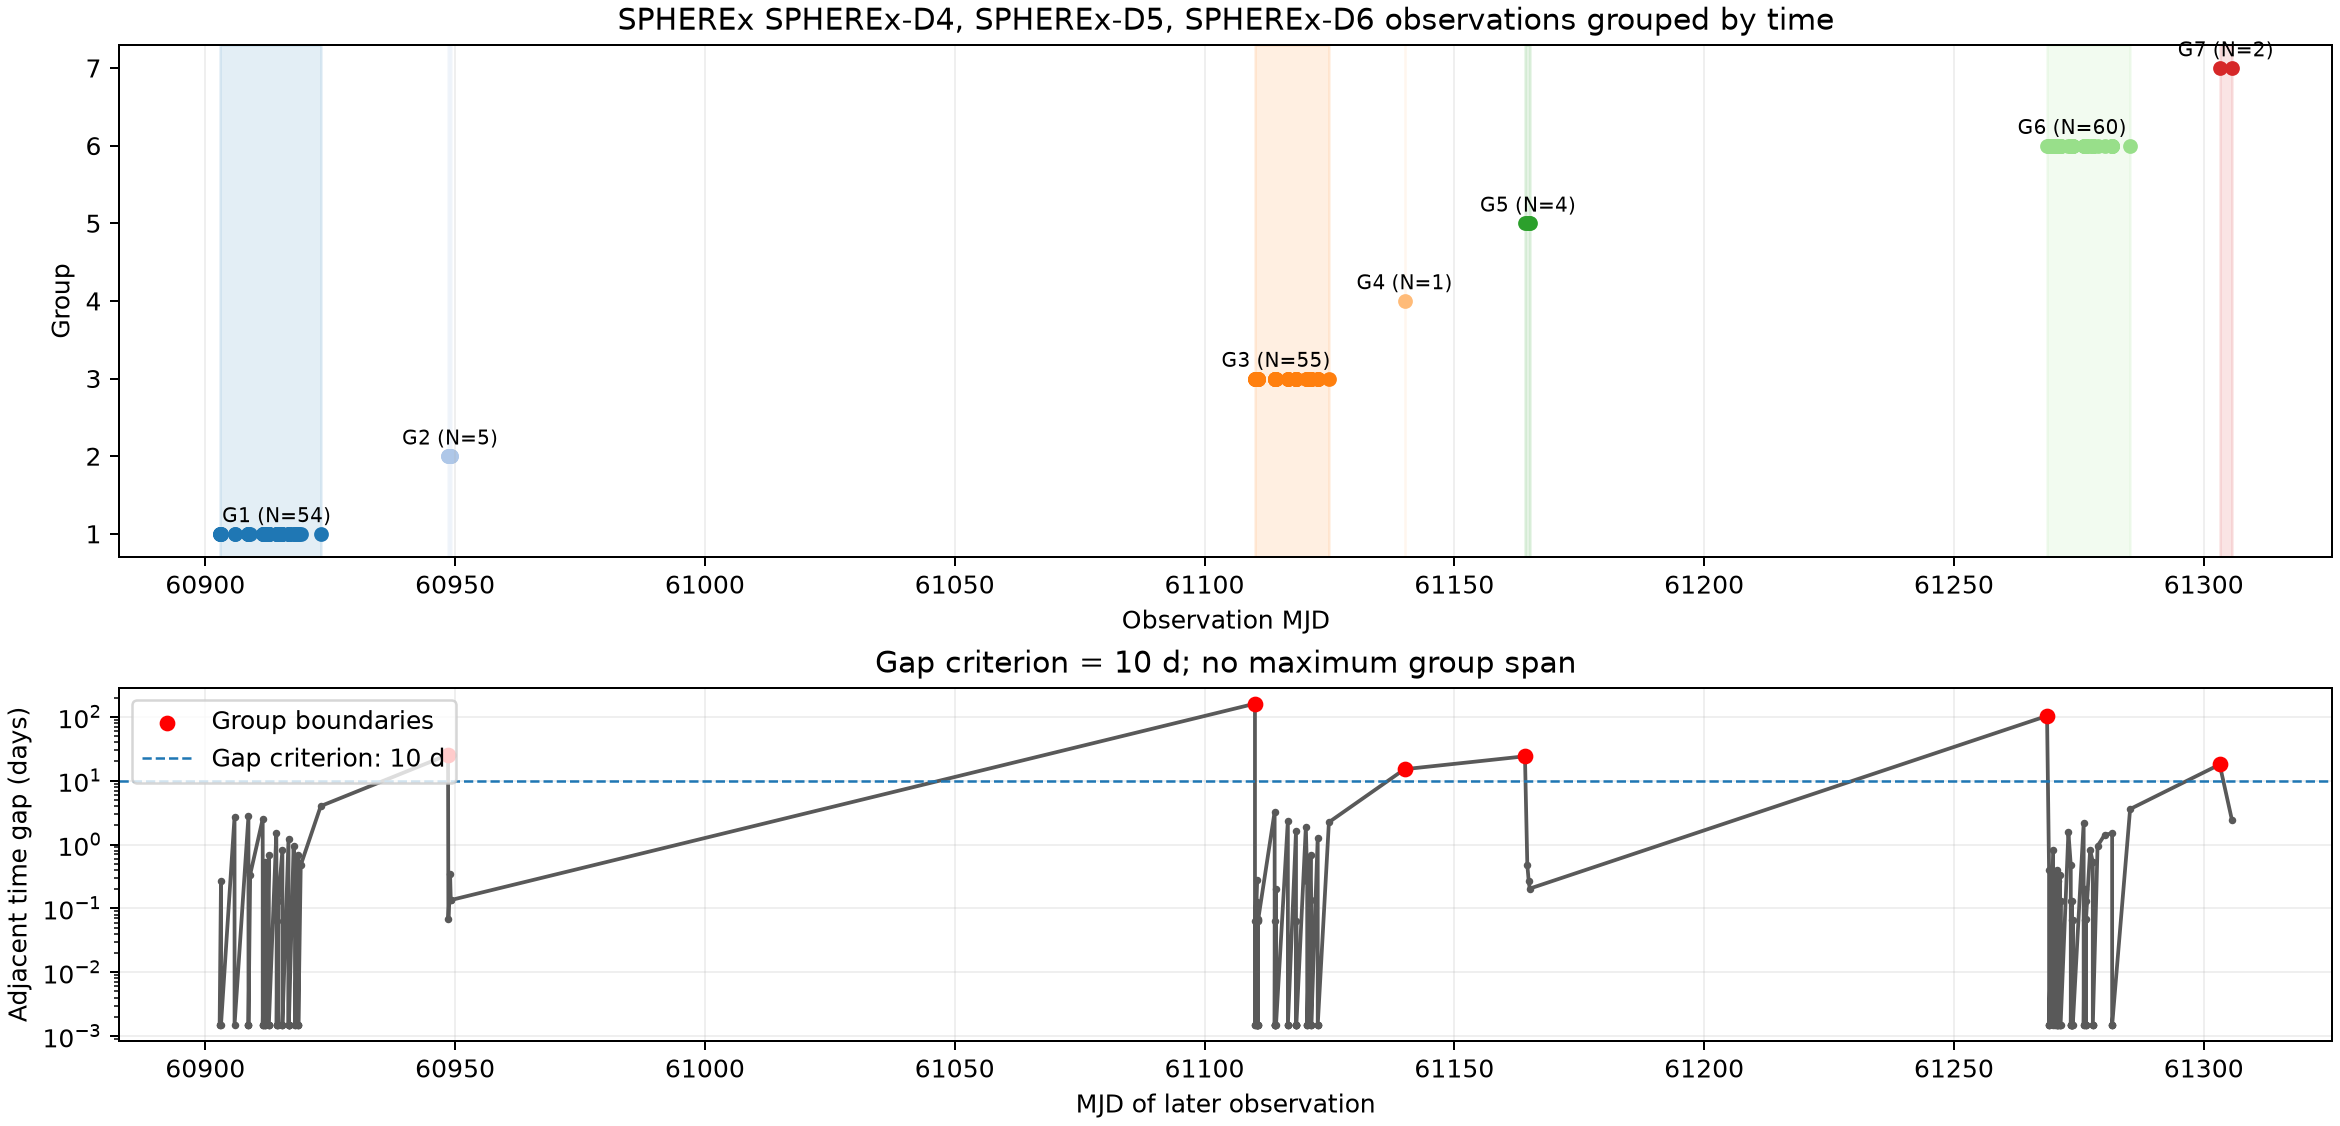 SPHEREx SPHEREx-D4, SPHEREx-D5, SPHEREx-D6 observations grouped by time
G7 (N=2)
7
G6 (N=60)
6
G5 (N=4)
5
G4 (N=1)
4
G3 (N=55)
3
G2 (N=5)
2
G1 (N=54)
1
Group
60900 60950 61000 61050 61100 61150 61200 61250 61300
Observation MJD
Gap criterion = 10 d; no maximum group span
Group boundaries
Gap criterion: 10 d
10²
10¹
10⁰
10⁻¹
10⁻²
10⁻³
Adjacent time gap (days)
60900 60950 61000 61050 61100 61150 61200 61250 61300
MJD of later observation